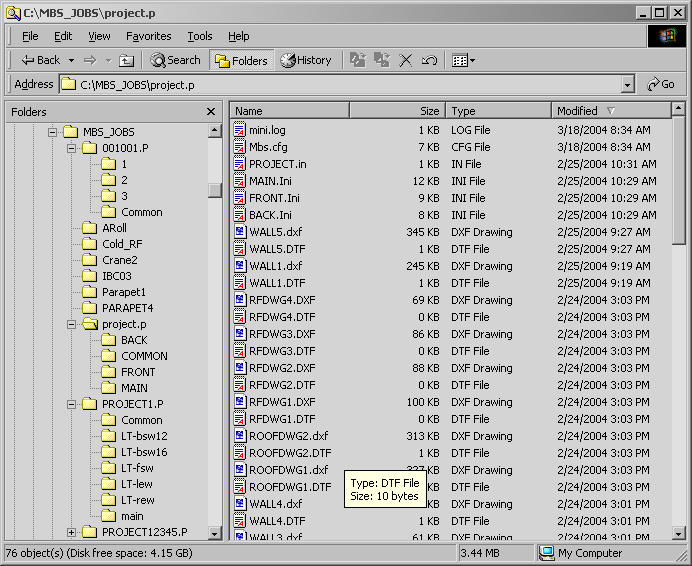 C:\MBS_JOBS\project.p
File Edit View Favorites Tools Help
Back Search Folders History
Address C:\MBS_JOBS\project.p Go
Folders
MBS_JOBS
001001.P
1
2
3
Common
ARoll
Cold_RF
Crane2
IBC03
Parapet1
PARAPET4
project.p
BACK
COMMON
FRONT
MAIN
PROJECT1.P
Common
LT-bsw12
LT-bsw16
LT-fsw
LT-lew
LT-rew
main
PROJECT12345.P
Name Size Type Modified
mini.log 1 KB LOG File 3/18/2004 8:34 AM
Mbs.cfg 7 KB CFG File 3/18/2004 8:34 AM
PROJECT.in 1 KB IN File 2/25/2004 10:31 AM
MAIN.Ini 12 KB INI File 2/25/2004 10:29 AM
FRONT.Ini 9 KB INI File 2/25/2004 10:29 AM
BACK.Ini 8 KB INI File 2/25/2004 10:29 AM
WALL5.dxf 345 KB DXF Drawing 2/25/2004 9:27 AM
WALL5.DTF 1 KB DTF File 2/25/2004 9:27 AM
WALL1.dxf 245 KB DXF Drawing 2/25/2004 9:19 AM
WALL1.DTF 1 KB DTF File 2/25/2004 9:19 AM
RFDWG4.DXF 69 KB DXF Drawing 2/24/2004 3:03 PM
RFDWG4.DTF 0 KB DTF File 2/24/2004 3:03 PM
RFDWG3.DXF 86 KB DXF Drawing 2/24/2004 3:03 PM
RFDWG3.DTF 0 KB DTF File 2/24/2004 3:03 PM
RFDWG2.DXF 88 KB DXF Drawing 2/24/2004 3:03 PM
RFDWG2.DTF 0 KB DTF File 2/24/2004 3:03 PM
RFDWG1.DXF 100 KB DXF Drawing 2/24/2004 3:03 PM
RFDWG1.DTF 0 KB DTF File 2/24/2004 3:03 PM
ROOFDWG2.dxf 313 KB DXF Drawing 2/24/2004 3:03 PM
ROOFDWG2.DTF 1 KB DTF File 2/24/2004 3:03 PM
ROOFDWG1.dxf 327 KB DXF Drawing 2/24/2004 3:03 PM
ROOFDWG1.DTF DTF File 2/24/2004 3:03 PM
Type: DTF File
Size: 10 bytes
WALL4.dxf DXF Drawing 2/24/2004 3:01 PM
WALL4.DTF 1 KB DTF File 2/24/2004 3:01 PM
WALL3.dxf 61 KB DXF Drawing 2/24/2004 3:01 PM
76 object(s) (Disk free space: 4.15 GB) 3.44 MB My Computer